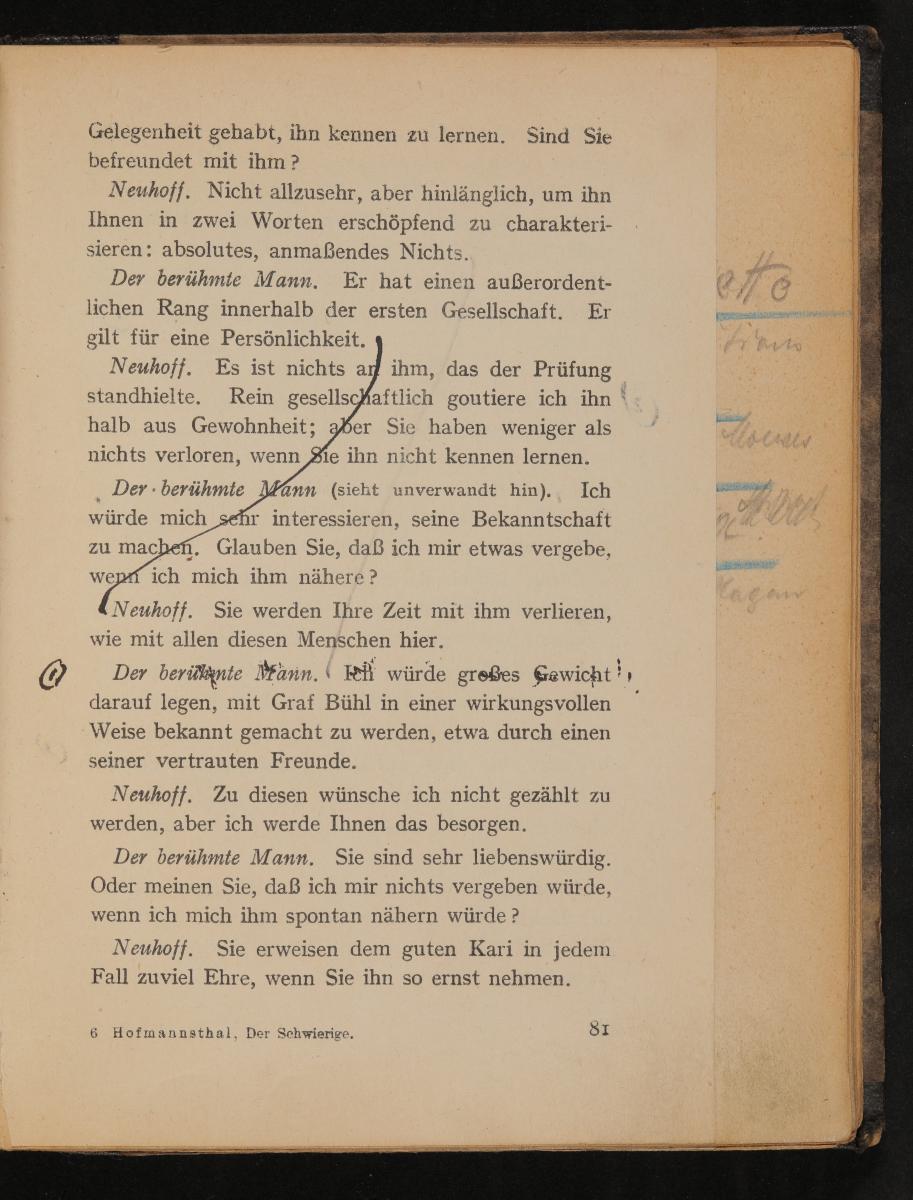 Gelegenheit gehabt, ihn kennen zu lernen. Sind Sie
befreundet mit ihm?
Neuhoff. Nicht allzusehr, aber hinlänglich, um ihn
Ihnen in zwei Worten erschöpfend zu charakteri-
sieren: absolutes, anmaßendes Nichts.
Der berühmte Mann. Er hat einen außerordent-
lichen Rang innerhalb der ersten Gesellschaft. Er
gilt für eine Persönlichkeit.
Neuhoff. Es ist nichts an ihm, das der Prüfung
standhielte. Rein gesellschaftlich goutiere ich ihn
halb aus Gewohnheit; aber Sie haben weniger als
nichts verloren, wenn Sie ihn nicht kennen lernen.
Der berühmte Mann (sieht unverwandt hin). Ich
würde mich sehr interessieren, seine Bekanntschaft
zu machen. Glauben Sie, daß ich mir etwas vergebe,
wenn ich mich ihm nähere?
Neuhoff. Sie werden Ihre Zeit mit ihm verlieren,
wie mit allen diesen Menschen hier.
Der berühmte Mann. Ich würde großes Gewicht
darauf legen, mit Graf Bühl in einer wirkungsvollen
Weise bekannt gemacht zu werden, etwa durch einen
seiner vertrauten Freunde.
Neuhoff. Zu diesen wünsche ich nicht gezählt zu
werden, aber ich werde Ihnen das besorgen.
Der berühmte Mann. Sie sind sehr liebenswürdig.
Oder meinen Sie, daß ich mir nichts vergeben würde,
wenn ich mich ihm spontan nähern würde?
Neuhoff. Sie erweisen dem guten Kari in jedem
Fall zuviel Ehre, wenn Sie ihn so ernst nehmen.
6 Hofmannsthal, Der Schwierige.
81